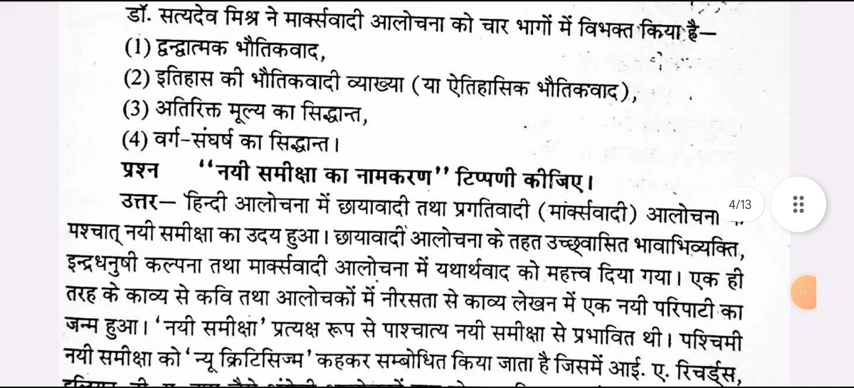 डॉ. सत्यदेव मिश्र ने मार्क्सवादी आलोचना को चार भागों में विभक्त किया है—
(1) द्वन्द्वात्मक भौतिकवाद,
(2) इतिहास की भौतिकवादी व्याख्या (या ऐतिहासिक भौतिकवाद),
(3) अतिरिक्त मूल्य का सिद्धान्त,
(4) वर्ग-संघर्ष का सिद्धान्त।
प्रश्न “नयी समीक्षा का नामकरण” टिप्पणी कीजिए।
उत्तर— हिन्दी आलोचना में छायावादी तथा प्रगतिवादी (मार्क्सवादी) आलोचना
4/13
पश्चात् नयी समीक्षा का उदय हुआ। छायावादी आलोचना के तहत उच्छ्वासित भावाभिव्यक्ति,
इन्द्रधनुषी कल्पना तथा मार्क्सवादी आलोचना में यथार्थवाद को महत्त्व दिया गया। एक ही
तरह के काव्य से कवि तथा आलोचकों में नीरसता से काव्य लेखन में एक नयी परिपाटी का
जन्म हुआ। ‘नयी समीक्षा’ प्रत्यक्ष रूप से पाश्चात्य नयी समीक्षा से प्रभावित थी। पश्चिमी
नयी समीक्षा को ‘न्यू क्रिटिसिज्म’ कहकर सम्बोधित किया जाता है जिसमें आई. ए. रिचर्ड्स,